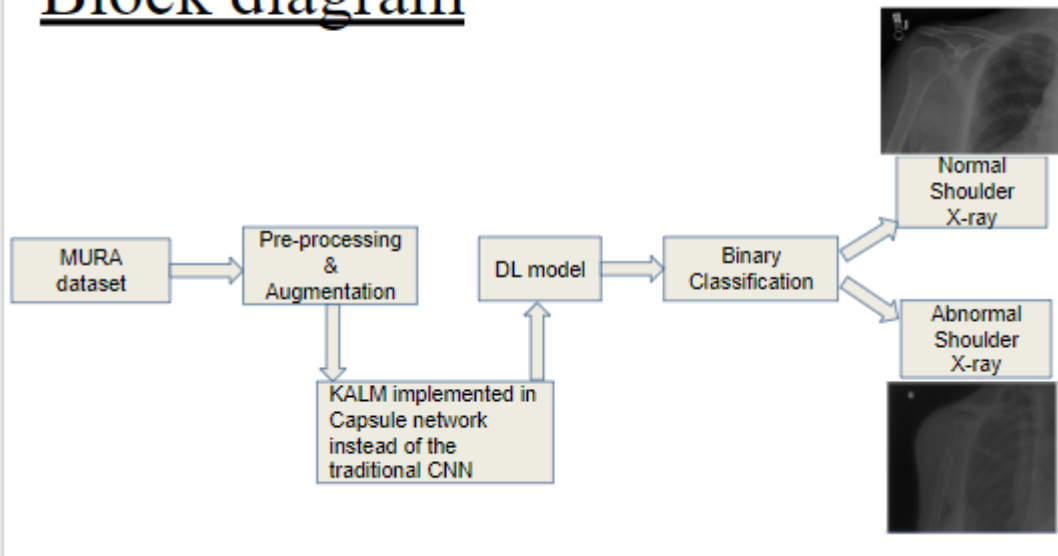 Block diagram
MURA
dataset
Pre-processing
&
Augmentation
KALM implemented in
Capsule network
instead of the
traditional CNN
DL model
Binary
Classification
Normal
Shoulder
X-ray
Abnormal
Shoulder
X-ray